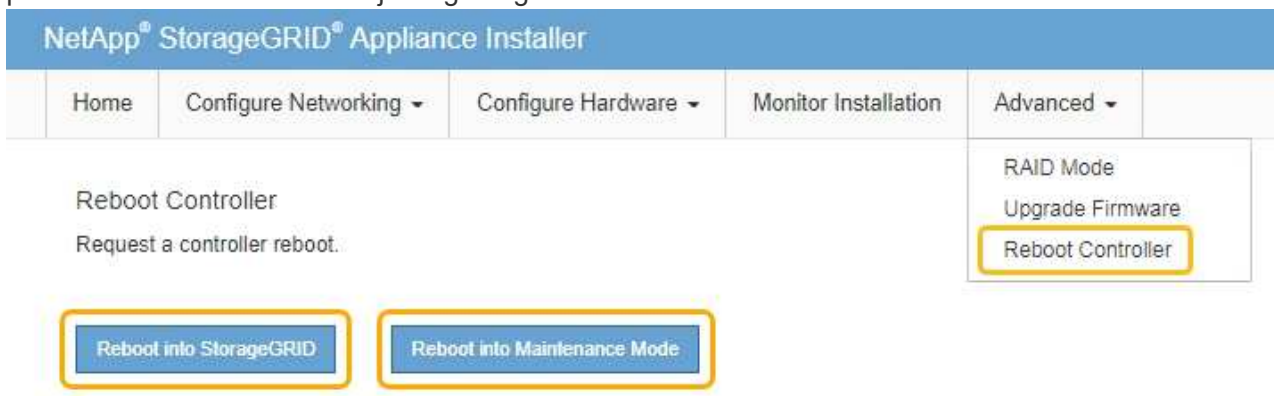 NetApp® StorageGRID® Appliance Installer
Home Configure Networking Configure Hardware Monitor Installation Advanced
RAID Mode
Upgrade Firmware
Reboot Controller
Reboot Controller
Request a controller reboot.
Reboot into StorageGRID Reboot into Maintenance Mode